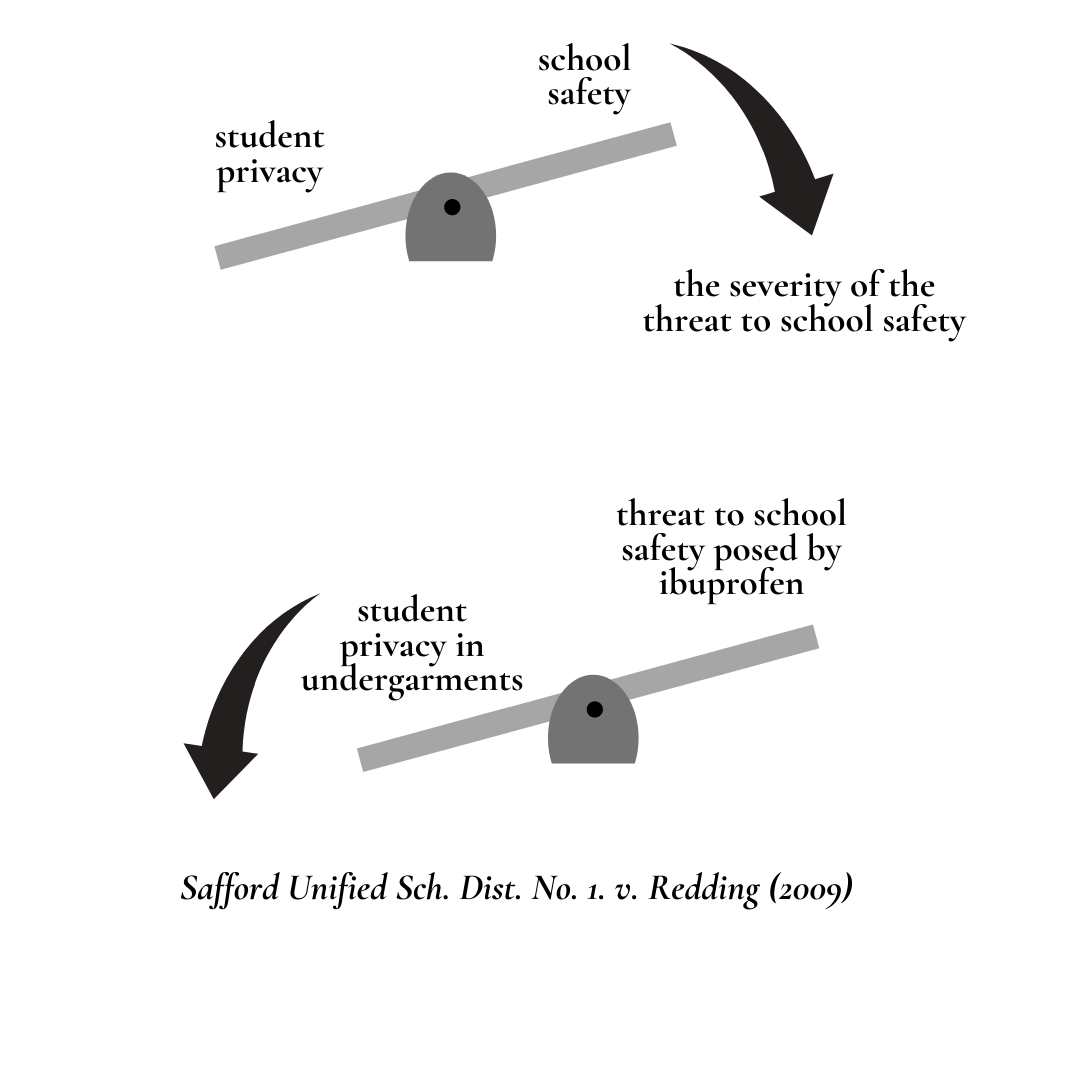 school
safety
student
privacy
the severity of the
threat to school safety
threat to school
safety posed by
ibuprofen
student
privacy in
undergarments
Safford Unified Sch. Dist. No. 1. v. Redding (2009)